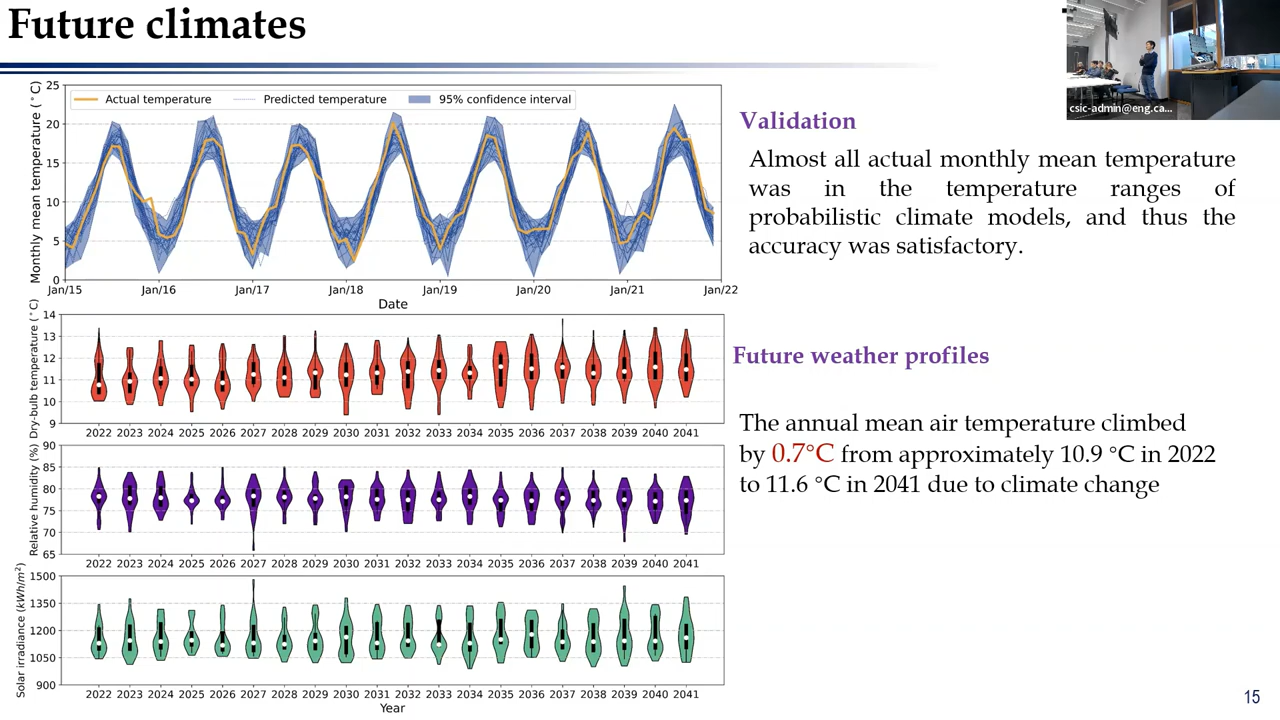 Future climates
csic-admin@eng.ca...
Monthly mean temperature (°C)
25
20
15
10
5
0
Actual temperature
Predicted temperature
95% confidence interval
Jan/15 Jan/16 Jan/17 Jan/18 Jan/19 Jan/20 Jan/21 Jan/22
Date
Dry-bulb temperature (°C)
14
13
12
11
10
9
2022 2023 2024 2025 2026 2027 2028 2029 2030 2031 2032 2033 2034 2035 2036 2037 2038 2039 2040 2041
Relative humidity (%)
90
85
80
75
70
65
2022 2023 2024 2025 2026 2027 2028 2029 2030 2031 2032 2033 2034 2035 2036 2037 2038 2039 2040 2041
Solar irradiance (kWh/m²)
1500
1350
1200
1050
900
2022 2023 2024 2025 2026 2027 2028 2029 2030 2031 2032 2033 2034 2035 2036 2037 2038 2039 2040 2041
Year
Validation
Almost all actual monthly mean temperature
was in the temperature ranges of
probabilistic climate models, and thus the
accuracy was satisfactory.
Future weather profiles
The annual mean air temperature climbed
by 0.7°C from approximately 10.9 °C in 2022
to 11.6 °C in 2041 due to climate change
15